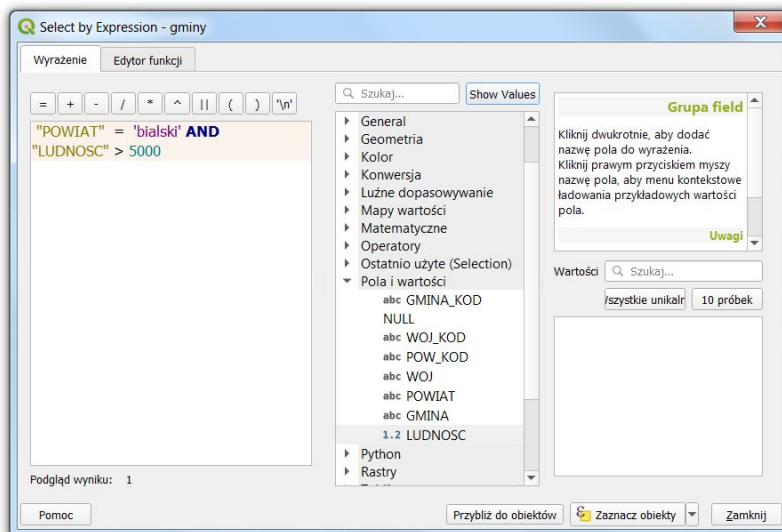 Select by Expression - gminy
Wyrażenie
Edytor funkcji
= + - / * ^ || ( ) '\n'
"POWIAT" = 'bialski' AND
"LUDNOSC" > 5000
Podgląd wyniku: 1
Szukaj...
Show Values
General
Geometria
Kolor
Konwersja
Luźne dopasowywanie
Mapy wartości
Matematyczne
Operatory
Ostatnio użyte (Selection)
Pola i wartości
abc GMINA_KOD
NULL
abc WOJ_KOD
abc POW_KOD
abc WOJ
abc POWIAT
abc GMINA
1.2 LUDNOSC
Python
Rastry
Grupa field
Kliknij dwukrotnie, aby dodać
nazwę pola do wyrażenia.
Kliknij prawym przyciskiem myszy
nazwę pola, aby menu kontekstowe
ładowania przykładowych wartości
pola.
Uwagi
Wartości
Szukaj...
10 próbek
Pomoc
Przybliż do obiektów
Zaznacz obiekty
Zamknij